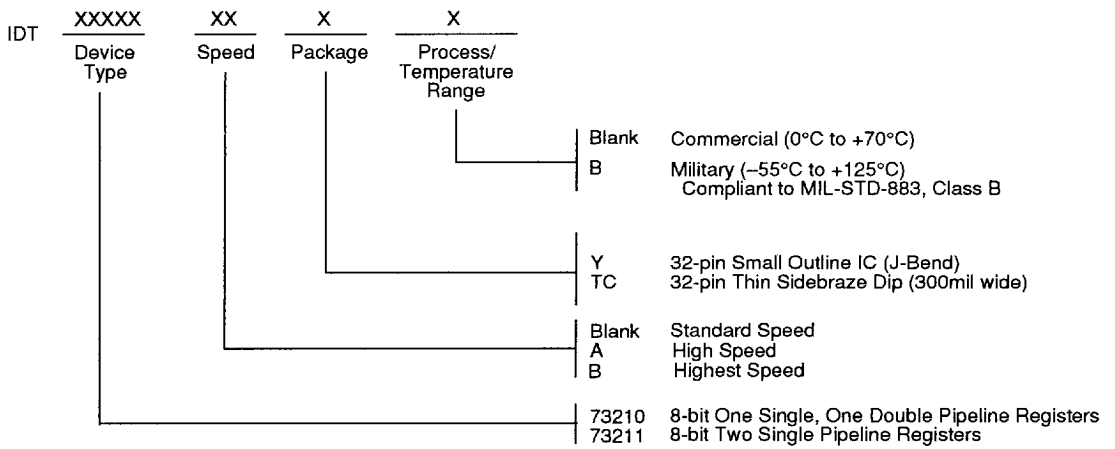 IDT XXXXX XX X X
Device Type Speed Package Process/ Temperature Range
Blank Commercial (0°C to +70°C)
B Military (–55°C to +125°C)
Compliant to MIL-STD-883, Class B
Y 32-pin Small Outline IC (J-Bend)
TC 32-pin Thin Sidebraze Dip (300mil wide)
Blank Standard Speed
A High Speed
B Highest Speed
73210 8-bit One Single, One Double Pipeline Registers
73211 8-bit Two Single Pipeline Registers